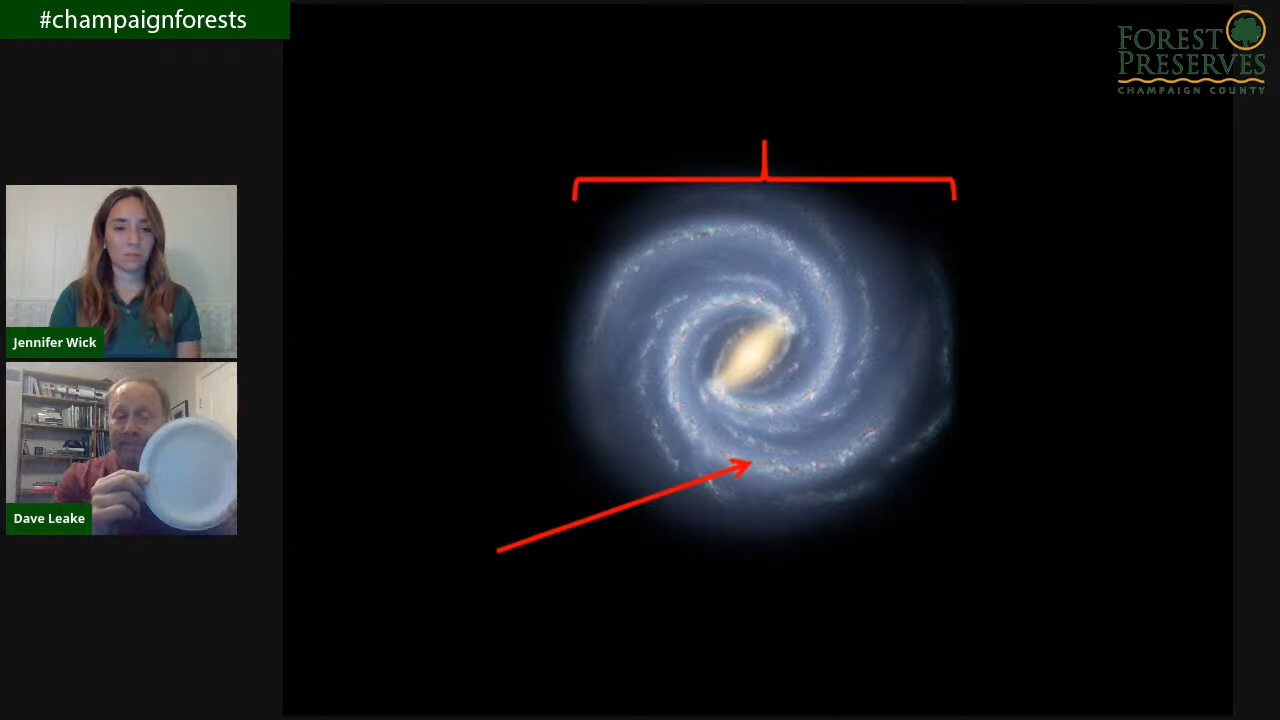 #champaignforests
FOREST
PRESERVES
CHAMPAIGN COUNTY
Jennifer Wick
Dave Leake